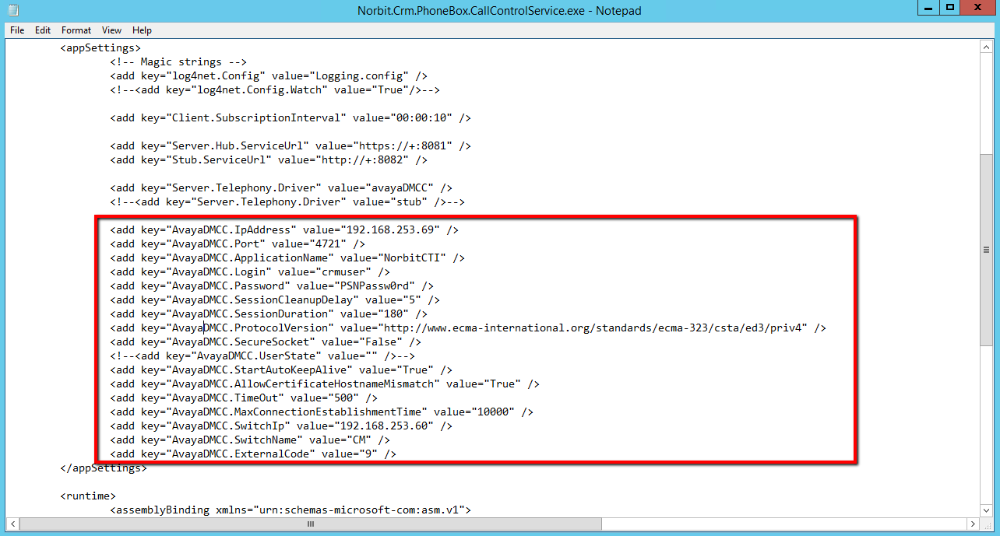 Norbit.Crm.PhoneBox.CallControlService.exe - Notepad
File Edit Format View Help
<appSettings>
<!-- Magic strings -->
<add key="log4net.Config" value="Logging.config" />
<!--<add key="log4net.Config.Watch" value="True"/>-->
<add key="Client.SubscriptionInterval" value="00:00:10" />
<add key="Server.Hub.ServiceUrl" value="https://+:8081" />
<add key="Stub.ServiceUrl" value="http://+:8082" />
<add key="Server.Telephony.Driver" value="avayaDMCC" />
<!--<add key="Server.Telephony.Driver" value="stub" />-->
<add key="AvayaDMCC.IpAddress" value="192.168.253.69" />
<add key="AvayaDMCC.Port" value="4721" />
<add key="AvayaDMCC.ApplicationName" value="NorbitCTI" />
<add key="AvayaDMCC.Login" value="crmuser" />
<add key="AvayaDMCC.Password" value="PSNPassw0rd" />
<add key="AvayaDMCC.SessionCleanupDelay" value="5" />
<add key="AvayaDMCC.SessionDuration" value="180" />
<add key="AvayaDMCC.ProtocolVersion" value="http://www.ecma-international.org/standards/ecma-323/csta/ed3/priv4" />
<add key="AvayaDMCC.SecureSocket" value="False" />
<!--<add key="AvayaDMCC.UserState" value="" />-->
<add key="AvayaDMCC.StartAutoKeepAlive" value="True" />
<add key="AvayaDMCC.AllowCertificateHostnameMismatch" value="True" />
<add key="AvayaDMCC.TimeOut" value="500" />
<add key="AvayaDMCC.MaxConnectionEstablishmentTime" value="10000" />
<add key="AvayaDMCC.SwitchIp" value="192.168.253.60" />
<add key="AvayaDMCC.SwitchName" value="CM" />
<add key="AvayaDMCC.ExternalCode" value="9" />
</appSettings>
<runtime>
<assemblyBinding xmlns="urn:schemas-microsoft-com:asm.v1">